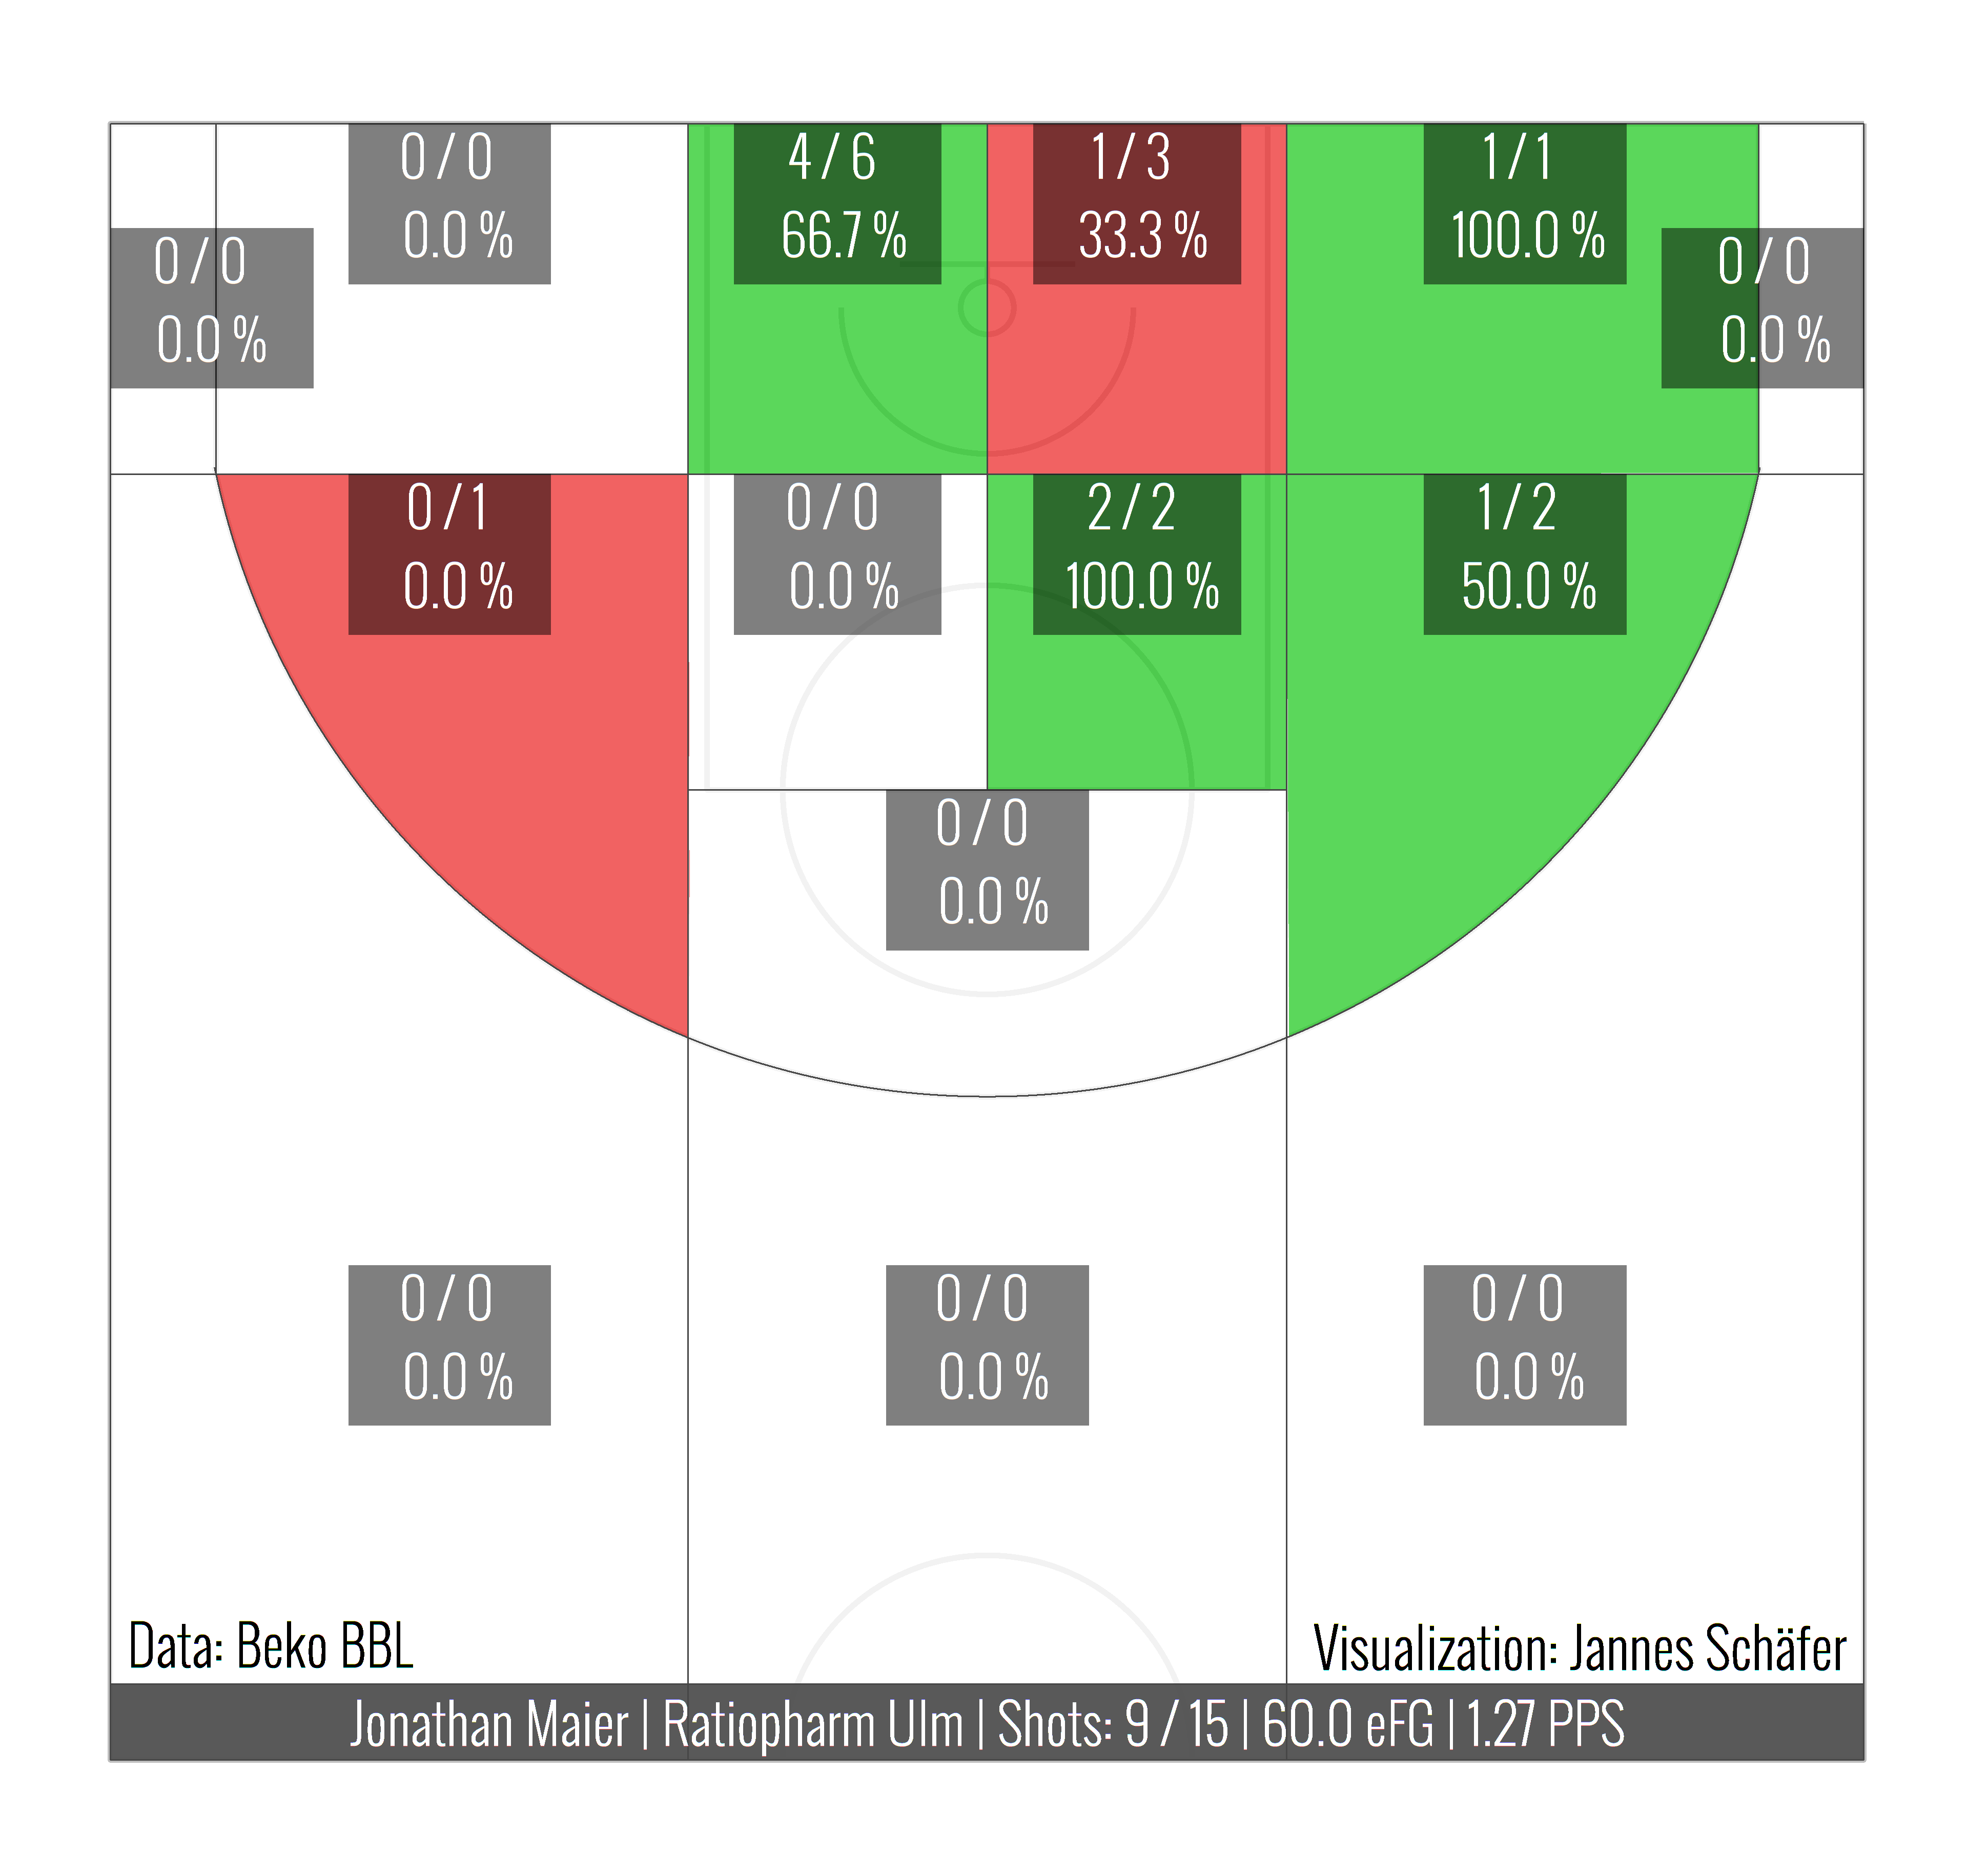 0 / 0
0.0 %
4 / 6
66.7 %
1 / 3
33.3 %
1 / 1
100.0 %
0 / 0
0.0 %
0 / 0
0.0 %
0 / 1
0.0 %
0 / 0
0.0 %
2 / 2
100.0 %
1 / 2
50.0 %
0 / 0
0.0 %
0 / 0
0.0 %
0 / 0
0.0 %
0 / 0
0.0 %
Data: Beko BBL
Visualization: Jannes Schäfer
Jonathan Maier | Ratiopharm Ulm | Shots: 9 / 15 | 60.0 eFG | 1.27 PPS